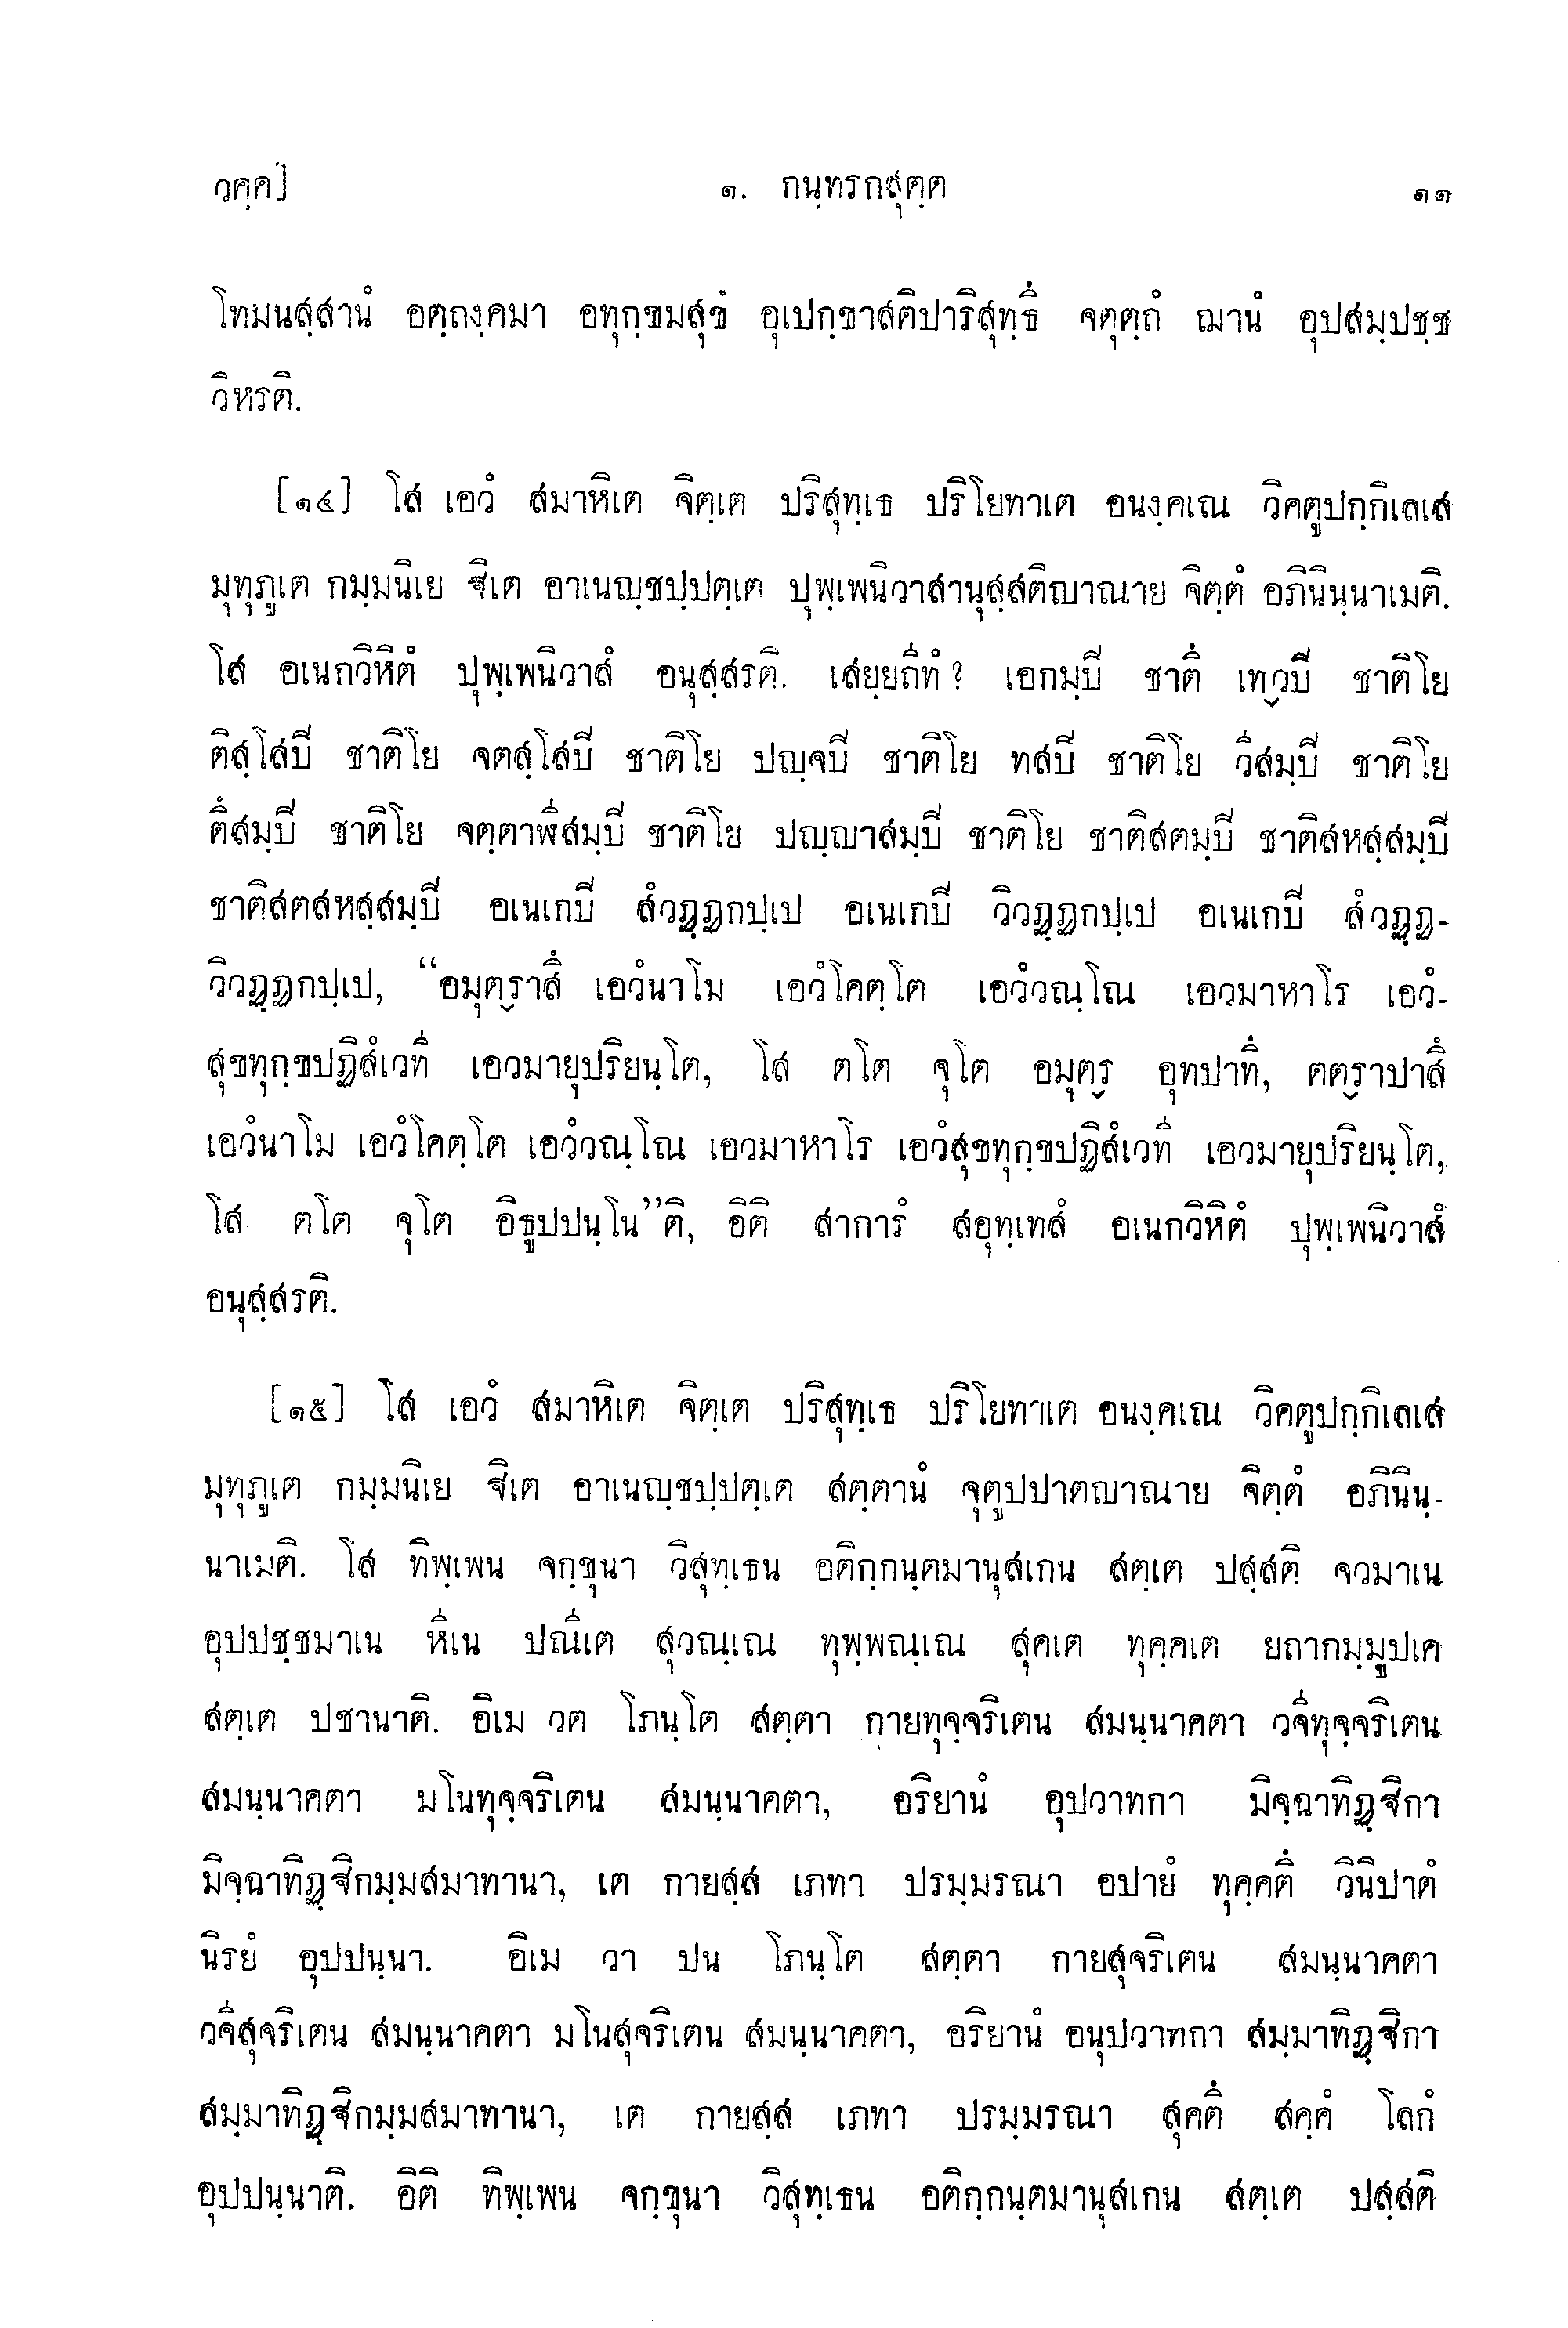 วคฺค] ๑. กนฺทรกสุตฺต ๑๑
โทมนสฺสานํ อตฺถงฺคมา อทุกฺขมสุขํ อุเปกฺขาสติปาริสุทฺธึ จตุตฺถํ ฌานํ อุปสมฺปชฺช
วิหรติ.
[๑๔] โส เอวํ สมาหิเต จิตฺเต ปริสุทฺเธ ปริโยทาเต อนงฺคเณ วิคตูปกฺกิเลเส
มุทุภูเต กมฺมนิเย ฐิเต อาเนญฺชปฺปตฺเต ปุพฺเพนิวาสานุสฺสติญาณาย จิตฺตํ อภินินฺนาเมติ.
โส อเนกวิหิตํ ปุพฺเพนิวาสํ อนุสฺสรติ. เสยฺยถีทํ? เอกมฺปิ ชาตึ เทฺวปิ ชาติโย
ติสฺโสปิ ชาติโย จตสฺโสปิ ชาติโย ปญฺจปิ ชาติโย ทสปิ ชาติโย วีสมฺปิ ชาติโย
ตึสมฺปิ ชาติโย จตฺตาฬีสมฺปิ ชาติโย ปญฺญาสมฺปิ ชาติโย ชาติสตมฺปิ ชาติสหสฺสมฺปิ
ชาติสตสหสฺสมฺปิ อเนเกปิ สํวฏฺฏกปฺเป อเนเกปิ วิวฏฺฏกปฺเป อเนเกปิ สํวฏฺฏ-
วิวฏฺฏกปฺเป, “อมุตฺราสึ เอวํนาโม เอวํโคตฺโต เอวํวณฺโณ เอวมาหาโร เอวํ-
สุขทุกฺขปฏิสํเวที เอวมายุปริยนฺโต, โส ตโต จุโต อมุตฺร อุทปาทึ, ตตฺราปาสึ
เอวํนาโม เอวํโคตฺโต เอวํวณฺโณ เอวมาหาโร เอวํสุขทุกฺขปฏิสํเวที เอวมายุปริยนฺโต,
โส ตโต จุโต อิธูปปนฺโน”ติ, อิติ สาการํ สอุทฺเทสํ อเนกวิหิตํ ปุพฺเพนิวาสํ
อนุสฺสรติ.
[๑๕] โส เอวํ สมาหิเต จิตฺเต ปริสุทฺเธ ปริโยทาเต อนงฺคเณ วิคตูปกฺกิเลเส
มุทุภูเต กมฺมนิเย ฐิเต อาเนญฺชปฺปตฺเต สตฺตานํ จุตูปปาตญาณาย จิตฺตํ อภินินฺ-
นาเมติ. โส ทิพฺเพน จกฺขุนา วิสุทฺเธน อติกฺกนฺตมานุสเกน สตฺเต ปสฺสติ จวมาเน
อุปปชฺชมาเน หีเน ปณีเต สุวณฺเณ ทุพฺพณฺเณ สุคเต ทุคฺคเต ยถากมฺมูปเค
สตฺเต ปชานาติ. อิเม วต โภนฺโต สตฺตา กายทุจฺจริเตน สมนฺนาคตา วจีทุจฺจริเตน
สมนฺนาคตา มโนทุจฺจริเตน สมนฺนาคตา, อริยานํ อุปวาทกา มิจฺฉาทิฏฺฐิกา
มิจฺฉาทิฏฺฐิกมฺมสมาทานา, เต กายสฺส เภทา ปรมฺมรณา อปายํ ทุคฺคตึ วินิปาตํ
นิรยํ อุปปนฺนา. อิเม วา ปน โภนฺโต สตฺตา กายสุจริเตน สมนฺนาคตา
วจีสุจริเตน สมนฺนาคตา มโนสุจริเตน สมนฺนาคตา, อริยานํ อนุปวาทกา สมฺมาทิฏฺฐิกา
สมฺมาทิฏฺฐิกมฺมสมาทานา, เต กายสฺส เภทา ปรมฺมรณา สุคตึ สคฺคํ โลกํ
อุปปนฺนาติ. อิติ ทิพฺเพน จกฺขุนา วิสุทฺเธน อติกฺกนฺตมานุสเกน สตฺเต ปสฺสติ